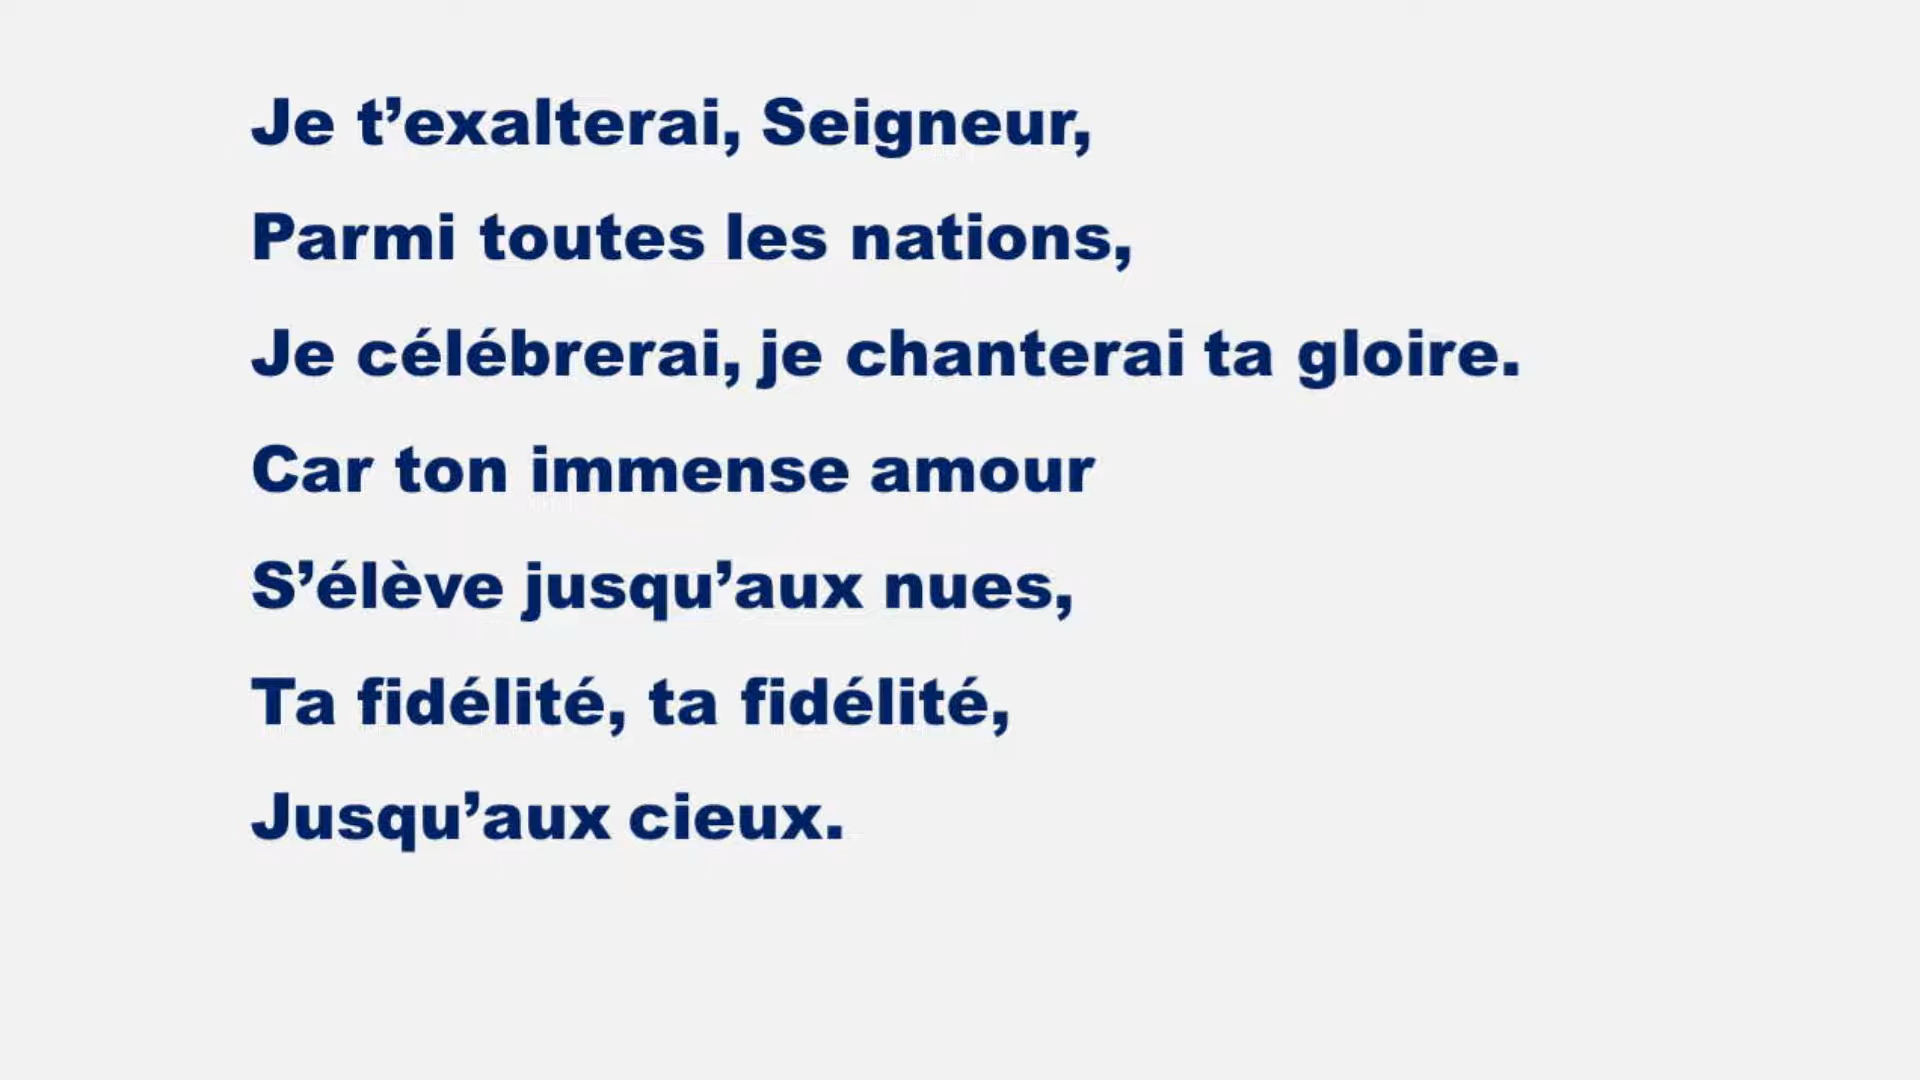 Je t’exalterai, Seigneur,
Parmi toutes les nations,
Je célébrerai, je chanterai ta gloire.
Car ton immense amour
S’élève jusqu’aux nues,
Ta fidélité, ta fidélité,
Jusqu’aux cieux.